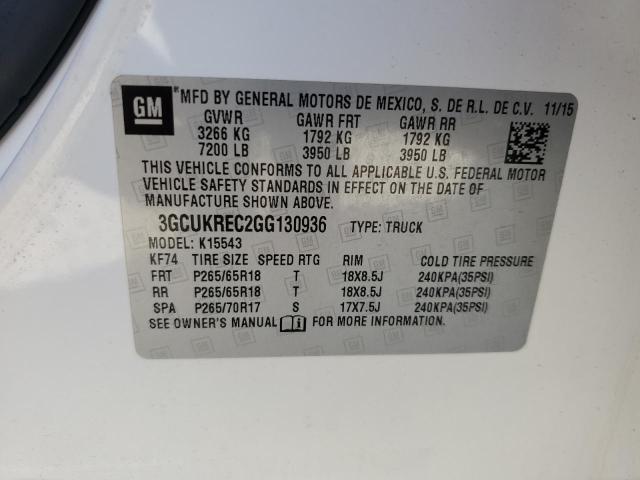 GM *MFD BY GENERAL MOTORS DE MEXICO, S. DE R.L. DE C.V. 11/15
GVWR GAWR FRT GAWR RR
3266 KG 1792 KG 1792 KG
7200 LB 3950 LB 3950 LB
THIS VEHICLE CONFORMS TO ALL APPLICABLE U.S. FEDERAL MOTOR
VEHICLE SAFETY STANDARDS IN EFFECT ON THE DATE OF
MANUFACTURE SHOWN ABOVE.
3GCUKREC2GG130936 TYPE: TRUCK
MODEL: K15543
KF74 TIRE SIZE SPEED RTG RIM COLD TIRE PRESSURE
FRT P265/65R18 T 18X8.5J 240KPA(35PSI)
RR P265/65R18 T 18X8.5J 240KPA(35PSI)
SPA P265/70R17 S 17X7.5J 240KPA(35PSI)
SEE OWNER'S MANUAL FOR MORE INFORMATION.